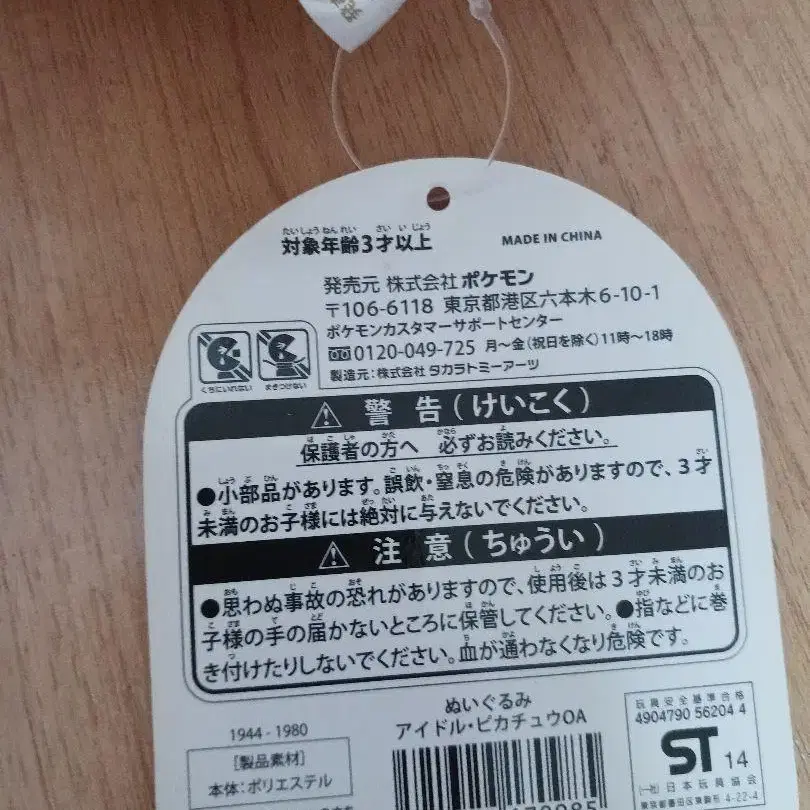 対象年齢3才以上
MADE IN CHINA
発売元 株式会社ポケモン
〒106-6118 東京都港区六本木6-10-1
ポケモンカスタマーサポートセンター
0120-049-725 月～金(祝日を除く)11時～18時
製造元:株式会社 タカラトミーアーツ
くちにいれない
まきつけない
警告(けいこく)
保護者の方へ 必ずお読みください。
●小部品があります。誤飲・窒息の危険がありますので、3才
未満のお子様には絶対に与えないでください。
注意(ちゅうい)
●思わぬ事故の恐れがありますので、使用後は3才未満のお
子様の手の届かないところに保管してください。●指などに巻
き付けたりしないでください。血が通わなくなり危険です。
1944-1980
[製品素材]
本体:ポリエステル
ぬいぐるみ
アイドル・ピカチュウOA
玩具安全基準合格
4904790 56204 4
ST 14
(一社)日本玩具協会
東京都墨田区東駒形 4-22-4